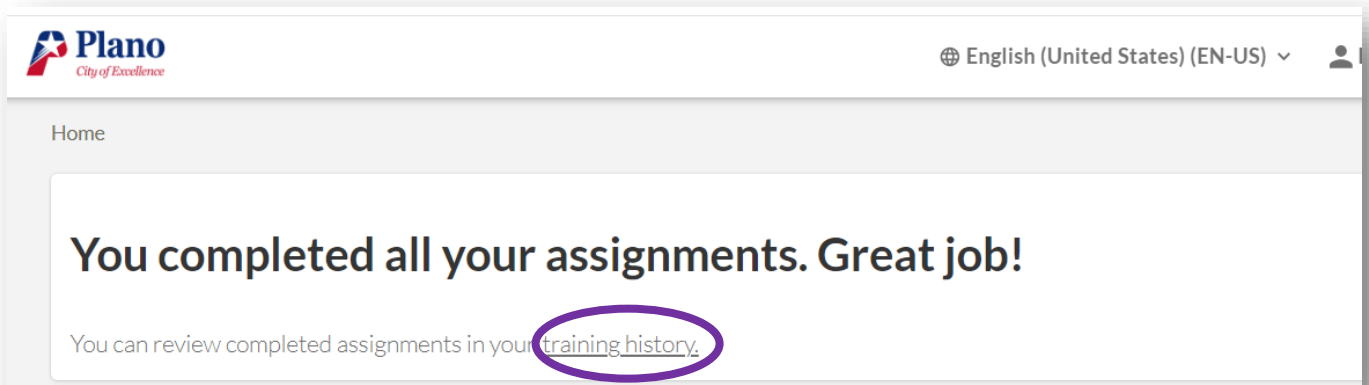 Plano
City of Excellence
English (United States) (EN-US)
Home
You completed all your assignments. Great job!
You can review completed assignments in your training history.